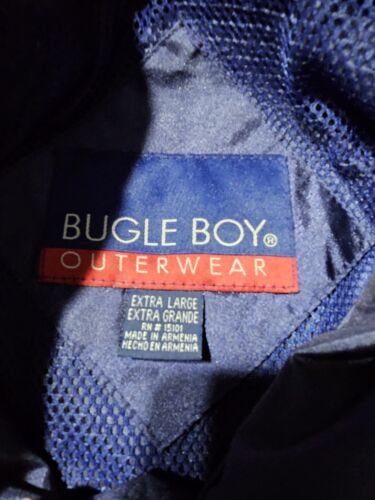 BUGLE BOY®
OUTERWEAR
EXTRA LARGE
EXTRA GRANDE
RN # 15101
MADE IN ARMENIA
HECHO EN ARMENIA